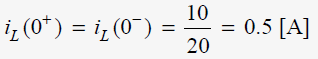 i_L(0⁺) = i_L(0⁻) = 10/20 = 0.5 [A]